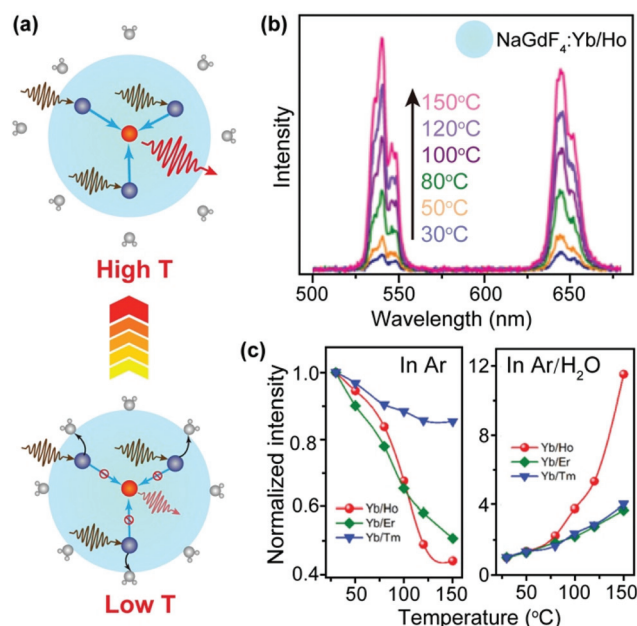 (a)
High T
Low T
(b)
NaGdF₄:Yb/Ho
150°C
120°C
100°C
80°C
50°C
30°C
Intensity
500 550 600 650
Wavelength (nm)
(c)
In Ar
Yb/Ho
Yb/Er
Yb/Tm
1.0
0.8
0.6
0.4
Normalized intensity
50 100 150
In Ar/H₂O
Yb/Ho
Yb/Er
Yb/Tm
12
8
4
0
50 100 150
Temperature (°C)